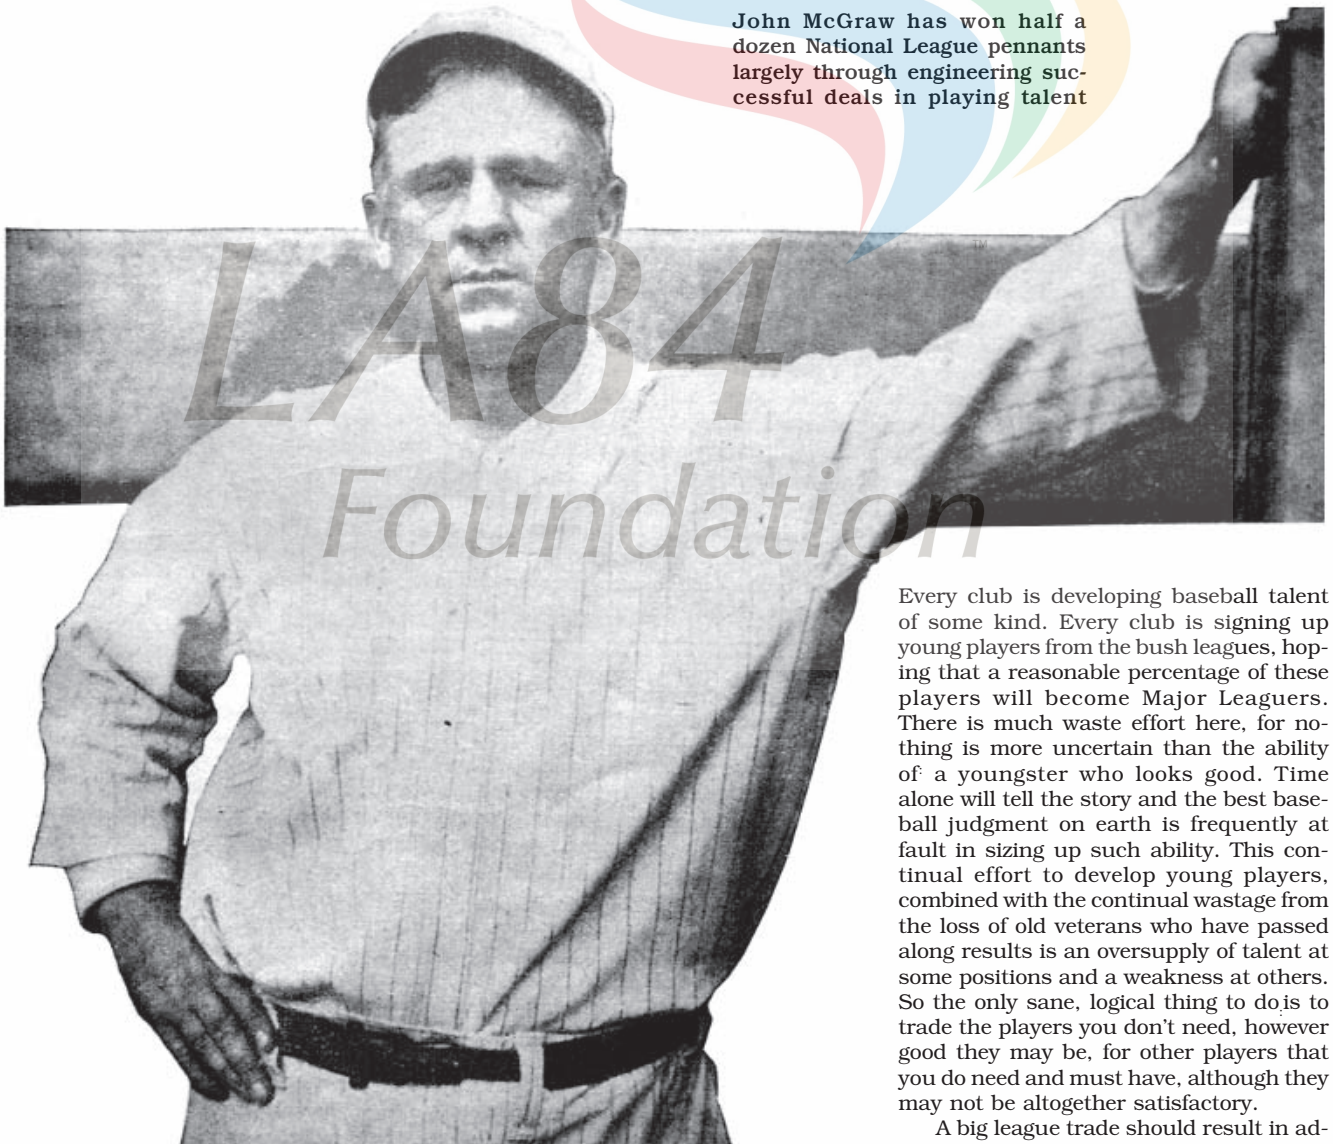 John McGraw has won half a
dozen National League pennants
largely through engineering suc-
cessful deals in playing talent
LA84
Foundation
TM
Every club is developing baseball talent
of some kind. Every club is signing up
young players from the bush leagues, hop-
ing that a reasonable percentage of these
players will become Major Leaguers.
There is much waste effort here, for no-
thing is more uncertain than the ability
of a youngster who looks good. Time
alone will tell the story and the best base-
ball judgment on earth is frequently at
fault in sizing up such ability. This con-
tinual effort to develop young players,
combined with the continual wastage from
the loss of old veterans who have passed
along results is an oversupply of talent at
some positions and a weakness at others.
So the only sane, logical thing to do is to
trade the players you don't need, however
good they may be, for other players that
you do need and must have, although they
may not be altogether satisfactory.
A big league trade should result in ad-